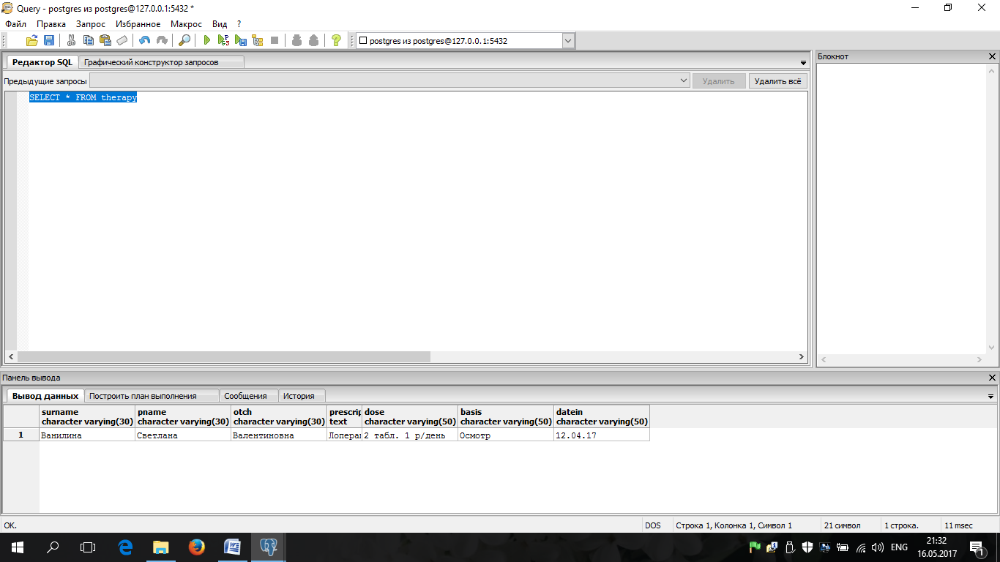 Query - postgres из postgres@127.0.0.1:5432 *
Файл Правка Запрос Избранное Макрос Вид ?
postgres из postgres@127.0.0.1:5432
Редактор SQL Графический конструктор запросов
Блокнот
Предыдущие запросы Удалить Удалить всё
SELECT * FROM therapy
Панель вывода
Вывод данных Построить план выполнения Сообщения История
surname pname otch prescrip dose basis datein
character varying(30) character varying(30) character varying(30) text character varying(50) character varying(50) character varying(50)
1 Ванилина Светлана Валентиновна Лопера 2 табл. 1 р/день Осмотр 12.04.17
OK. DOS Строка 1, Колонка 1, Символ 1 21 символ 1 строка. 11 msec
ENG 21:32
16.05.2017